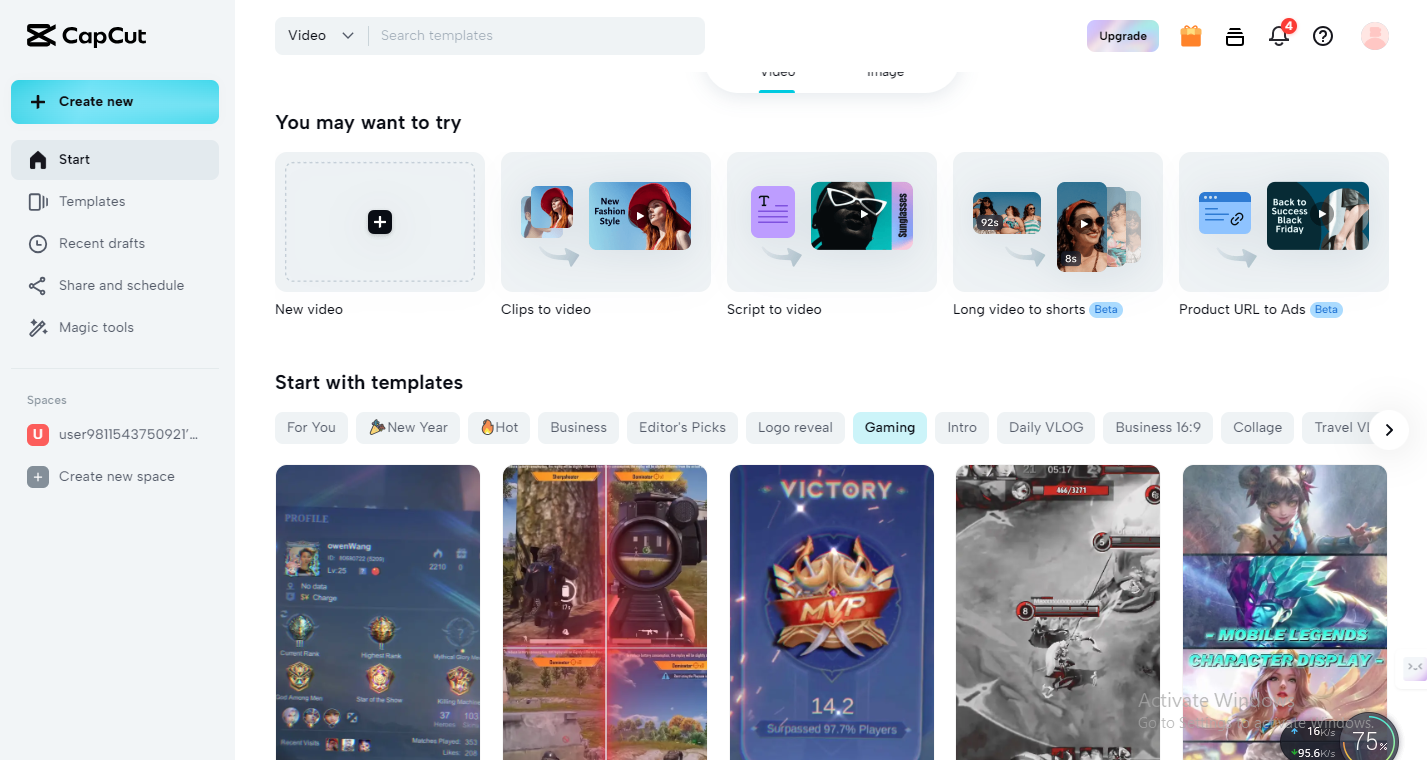 CapCut
Video
Search templates
Upgrade
4
Create new
Start
Templates
Recent drafts
Share and schedule
Magic tools
Spaces
U
user9811543750921'...
Create new space
Video
Image
You may want to try
New Fashion Style
T
Sunglasses
92s
8s
Back to Success Black Friday
New video
Clips to video
Script to video
Long video to shorts Beta
Product URL to Ads Beta
Start with templates
For You
New Year
Hot
Business
Editor's Picks
Logo reveal
Gaming
Intro
Daily VLOG
Business 16:9
Collage
Travel VL
PROFILE
owenWang
Lv.25
2210
0
No data
Charge
Current Rank
Highest Rank
Mythical Glory
God Among Men
Star of the Show
Killing Machine
37
103
Heroes
Recent Visits
Matches Played: 353
Likes: 208
VICTORY
MVP
14.2
Surpassed 97.7% Players
21
05:17
466/3271
6
5
8
- MOBILE LEGENDS
CHARACTER DISPLAY -
Activate Windows
Go to Settings to activate Windows.
16K/s
95.6K/s
75%